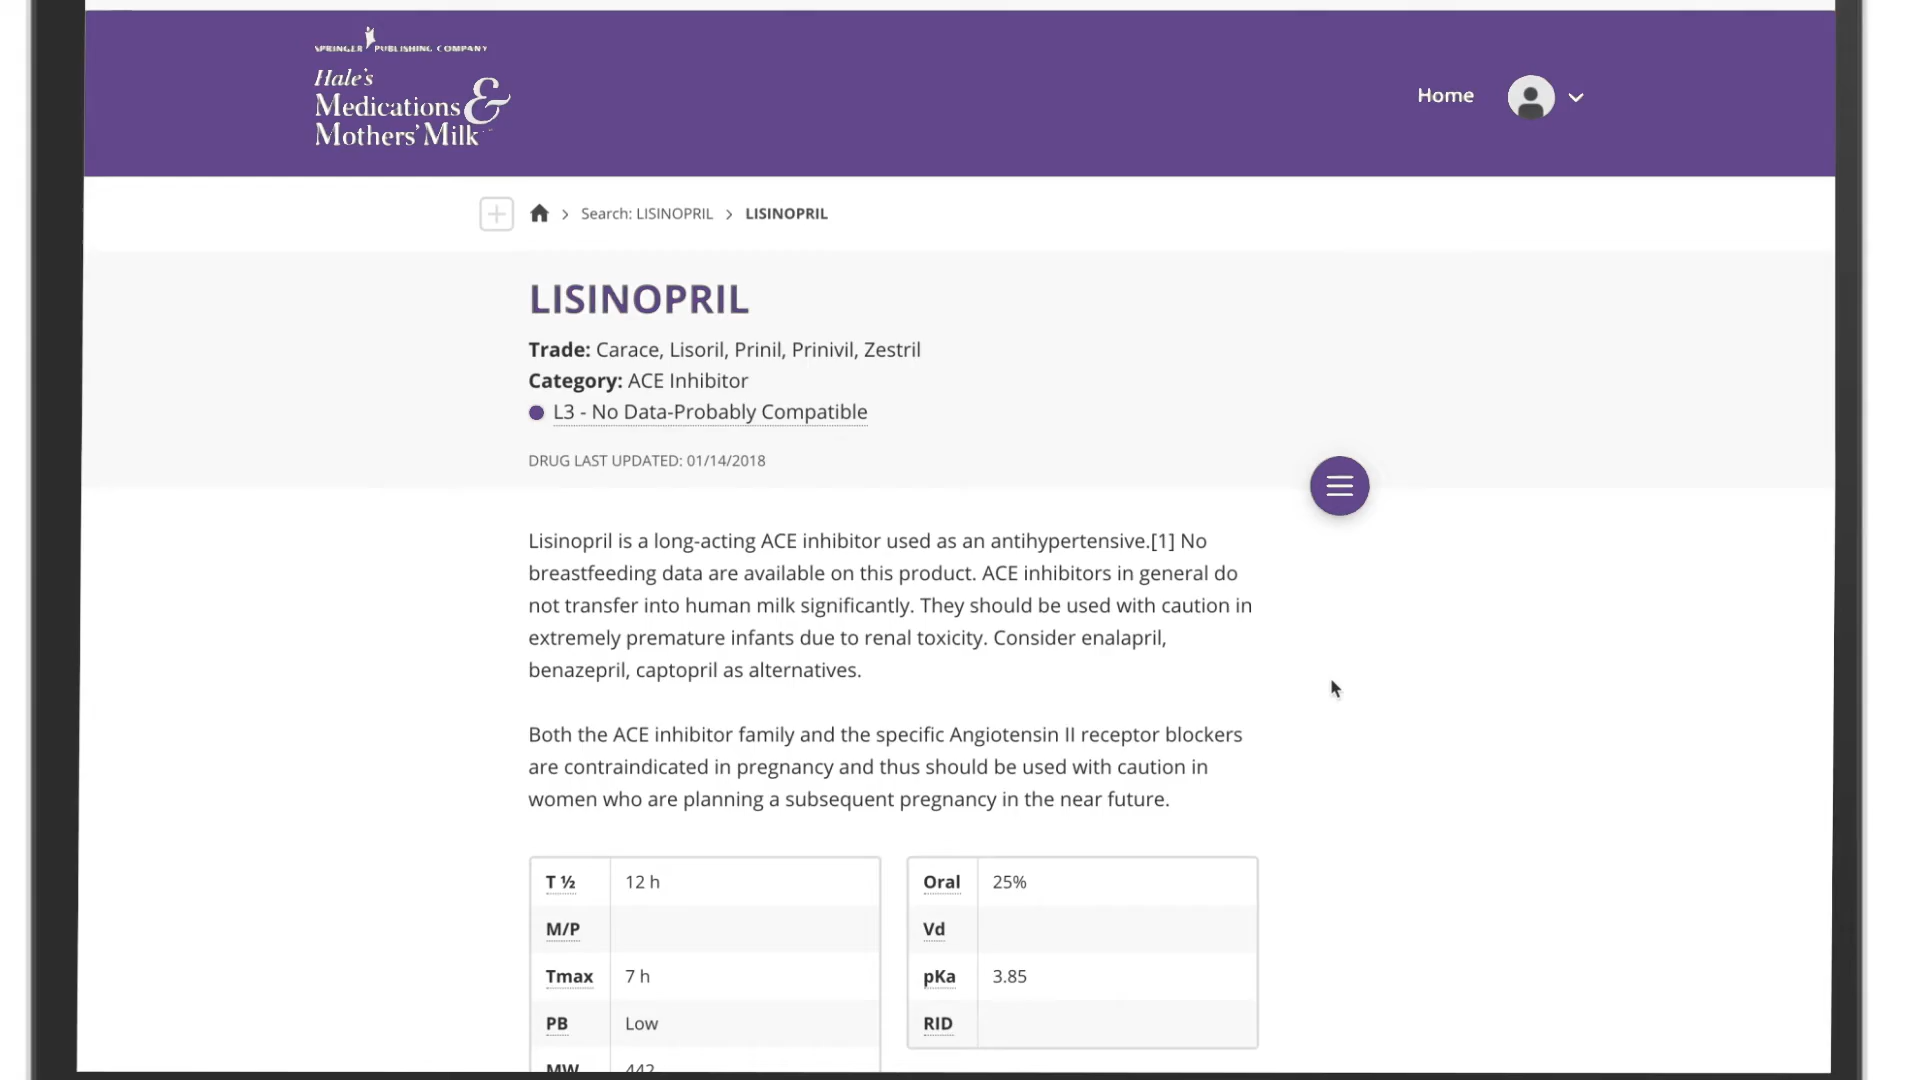 SPRINGER PUBLISHING COMPANY
Hale's
Medications &
Mothers' Milk
Home
Search: LISINOPRIL > LISINOPRIL
LISINOPRIL
Trade: Carace, Lisoril, Prinil, Prinivil, Zestril
Category: ACE Inhibitor
L3 - No Data-Probably Compatible
DRUG LAST UPDATED: 01/14/2018
Lisinopril is a long-acting ACE inhibitor used as an antihypertensive.[1] No
breastfeeding data are available on this product. ACE inhibitors in general do
not transfer into human milk significantly. They should be used with caution in
extremely premature infants due to renal toxicity. Consider enalapril,
benazepril, captopril as alternatives.
Both the ACE inhibitor family and the specific Angiotensin II receptor blockers
are contraindicated in pregnancy and thus should be used with caution in
women who are planning a subsequent pregnancy in the near future.
T ½ 12 h
M/P
Tmax 7 h
PB Low
MW 442
Oral 25%
Vd
pKa 3.85
RID